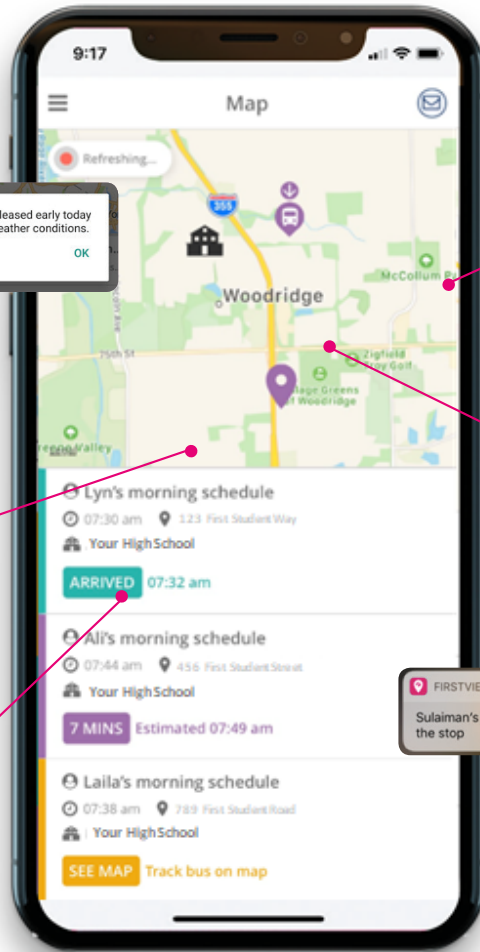 9:17
Map
Refreshing...
leased early today
eather conditions.
OK
355
McCollum P
Woodridge
75th St
Zigfield
Troy Golf
Village Greens
of Woodridge
Greene Valley
Lyn's morning schedule
07:30 am 123 First Student Way
Your High School
ARRIVED 07:32 am
Ali's morning schedule
07:44 am 456 First Student Street
Your High School
7 MINS Estimated 07:49 am
FIRSTVIE
Sulaiman's
the stop
Laila's morning schedule
07:38 am 789 First Student Road
Your High School
SEE MAP Track bus on map